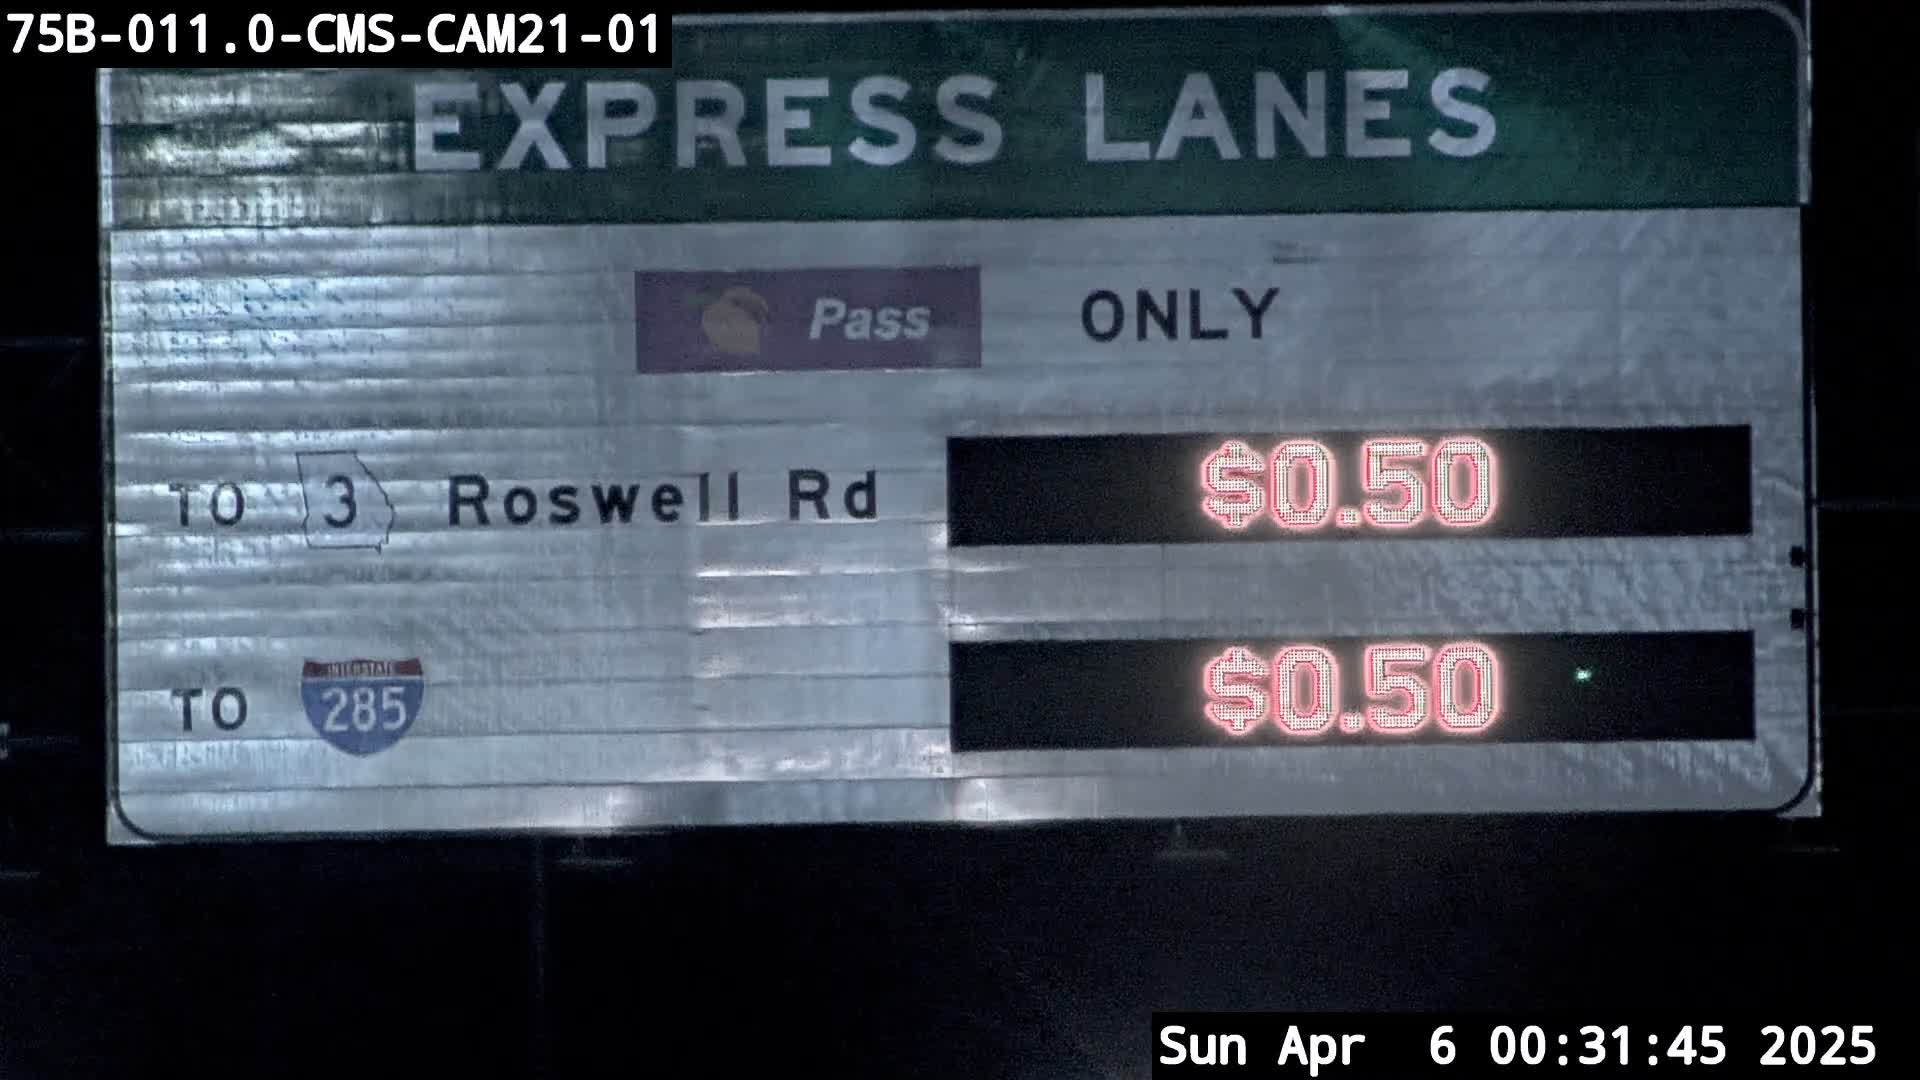 75B-011.0-CMS-CAM21-01
EXPRESS LANES
Pass ONLY
TO 3 Roswell Rd $0.50
TO INTERSTATE 285 $0.50
Sun Apr 6 00:31:45 2025